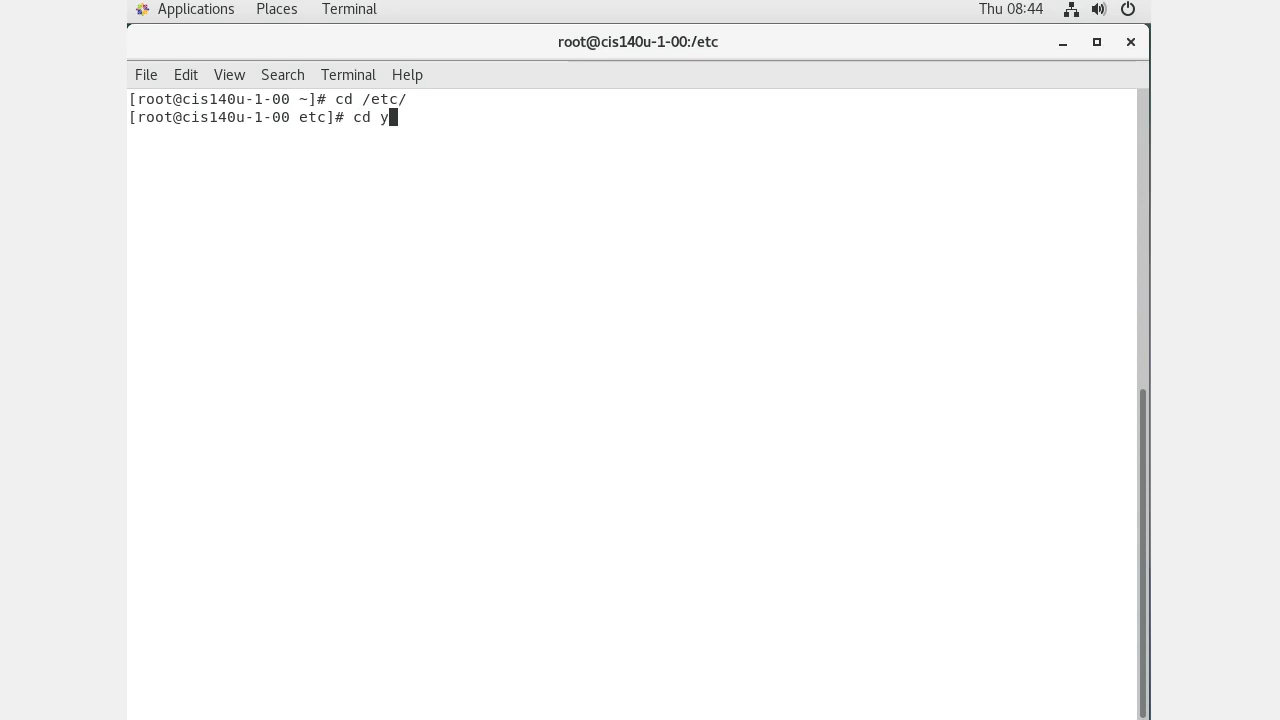 Applications Places Terminal Thu 08:44
root@cis140u-1-00:/etc
File Edit View Search Terminal Help
[root@cis140u-1-00 ~]# cd /etc/
[root@cis140u-1-00 etc]# cd y